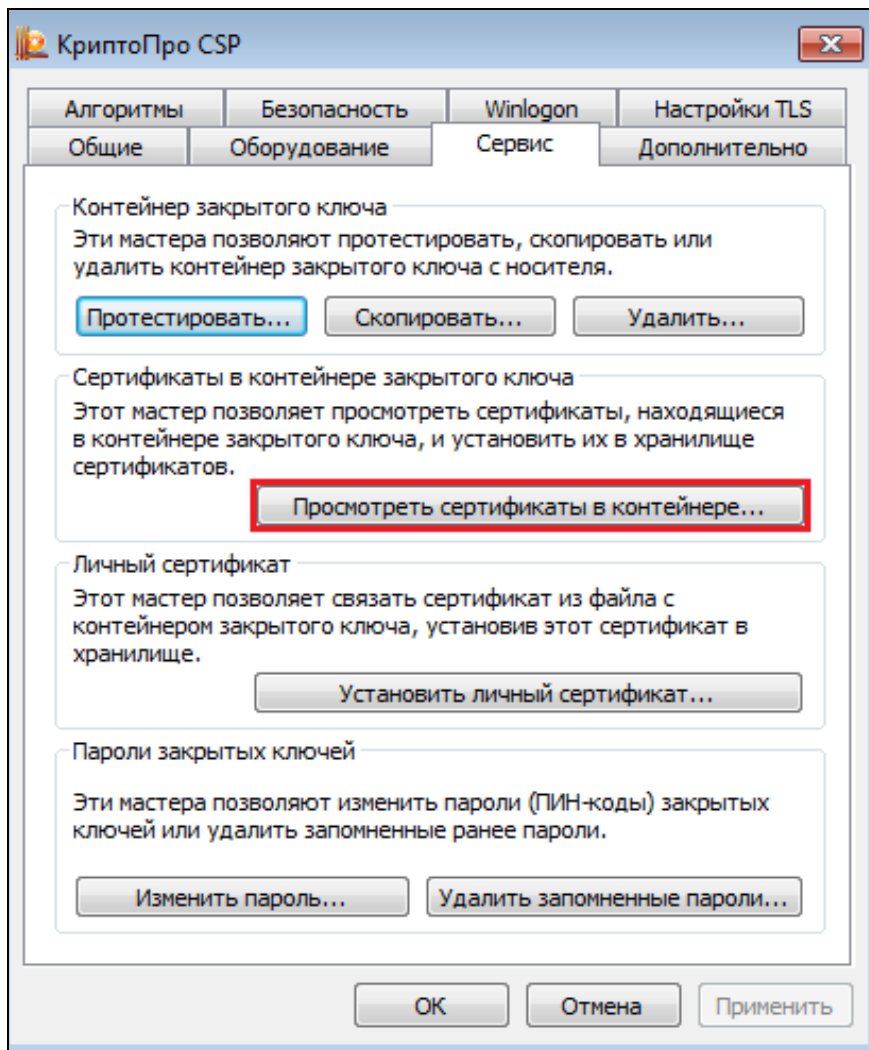 КриптоПро CSP
Алгоритмы Безопасность Winlogon Настройки TLS
Общие Оборудование Сервис Дополнительно
Контейнер закрытого ключа
Эти мастера позволяют протестировать, скопировать или
удалить контейнер закрытого ключа с носителя.
Протестировать... Скопировать... Удалить...
Сертификаты в контейнере закрытого ключа
Этот мастер позволяет просмотреть сертификаты, находящиеся
в контейнере закрытого ключа, и установить их в хранилище
сертификатов.
Просмотреть сертификаты в контейнере...
Личный сертификат
Этот мастер позволяет связать сертификат из файла с
контейнером закрытого ключа, установив этот сертификат в
хранилище.
Установить личный сертификат...
Пароли закрытых ключей
Эти мастера позволяют изменить пароли (ПИН-коды) закрытых
ключей или удалить запомненные ранее пароли.
Изменить пароль... Удалить запомненные пароли...
ОК Отмена Применить